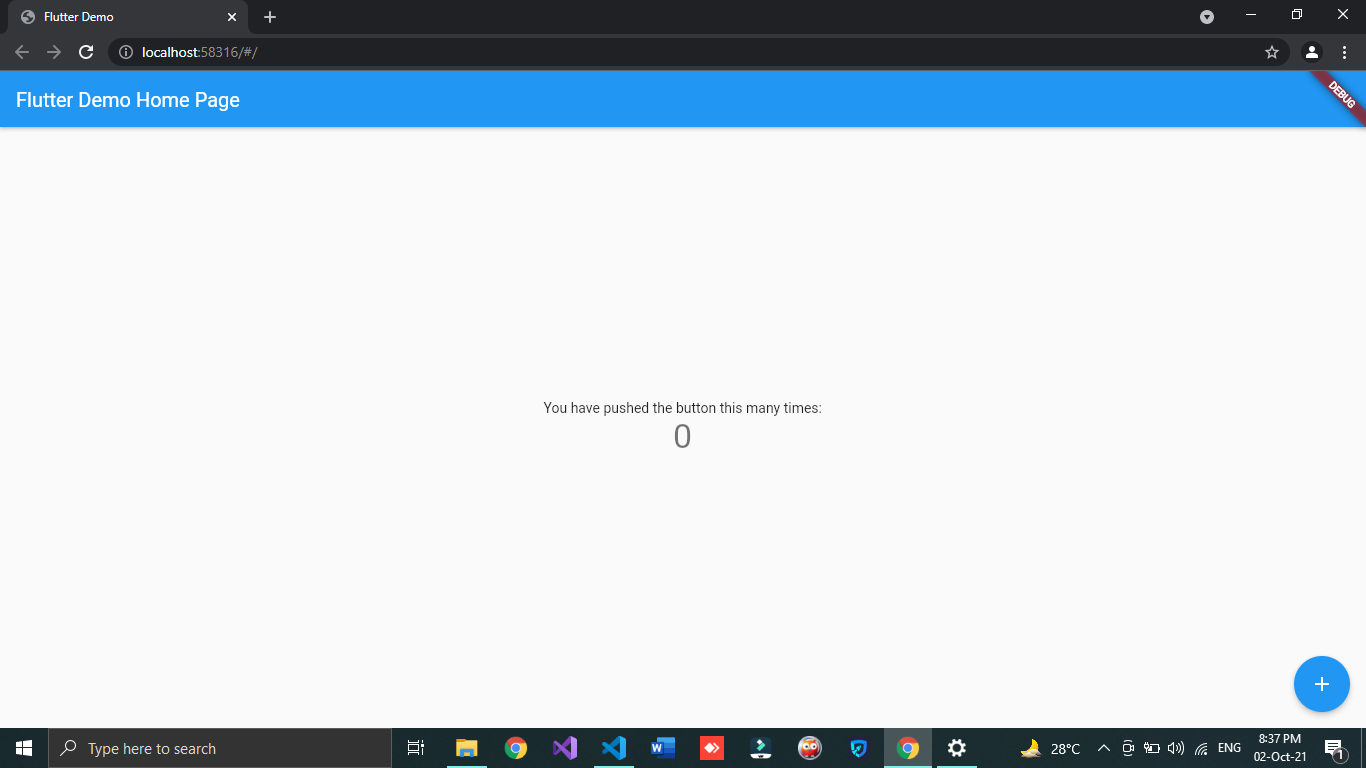 Flutter Demo
localhost:58316/#/
Flutter Demo Home Page
DEBUG
You have pushed the button this many times:
0
Type here to search
W
28°C
ENG
8:37 PM
02-Oct-21
1